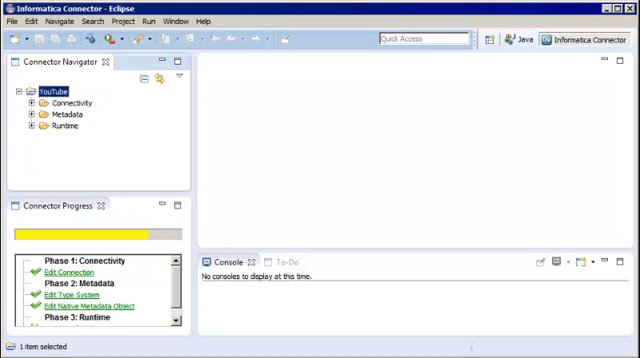 Informatica Connector - Eclipse
File Edit Navigate Search Project Run Window Help
Quick Access
Java
Informatica Connector
Connector Navigator
YouTube
Connectivity
Metadata
Runtime
Connector Progress
Phase 1: Connectivity
Edit Connection
Phase 2: Metadata
Edit Type System
Edit Native Metadata Object
Phase 3: Runtime
Console
To-Do
No consoles to display at this time.
1 item selected